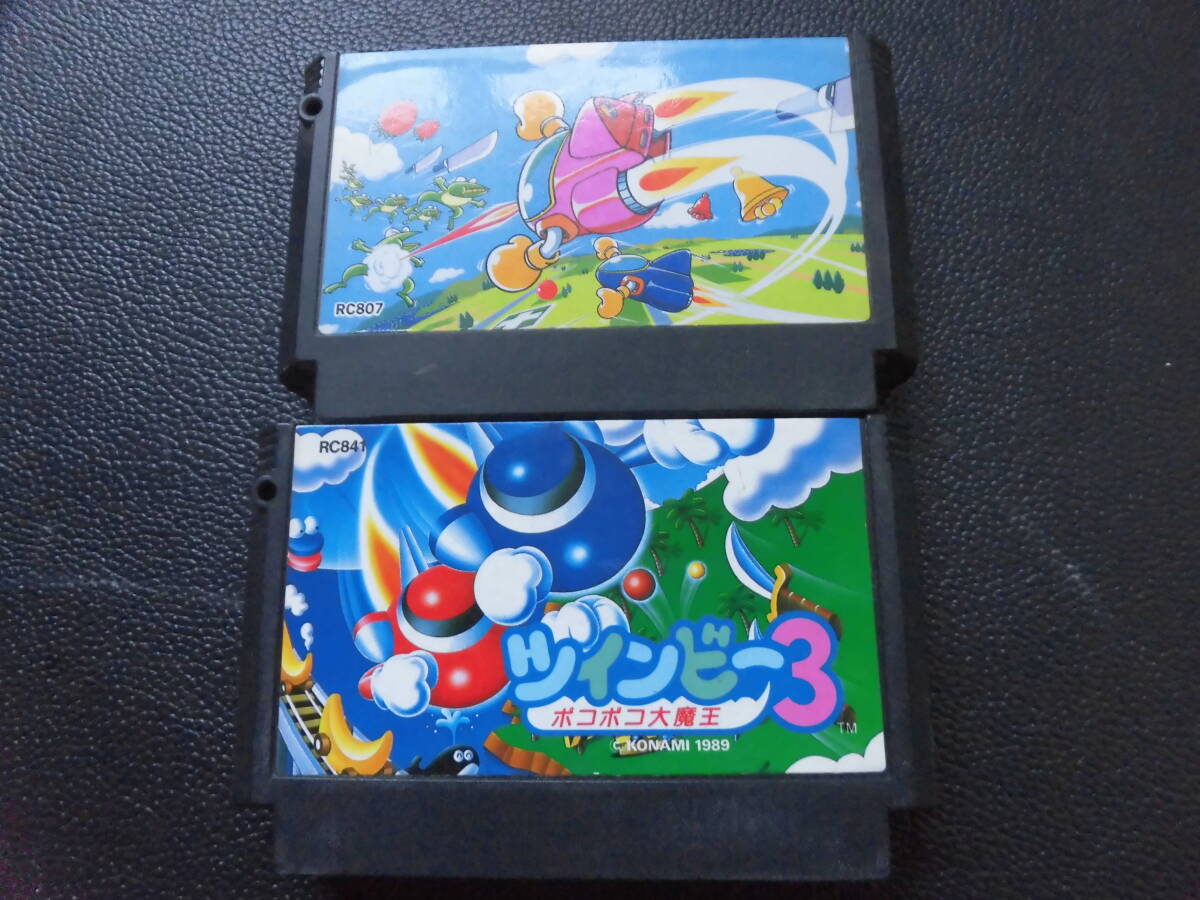 RC807
RC841
ツインビー3
ポコポコ大魔王
TM
© KONAMI 1989